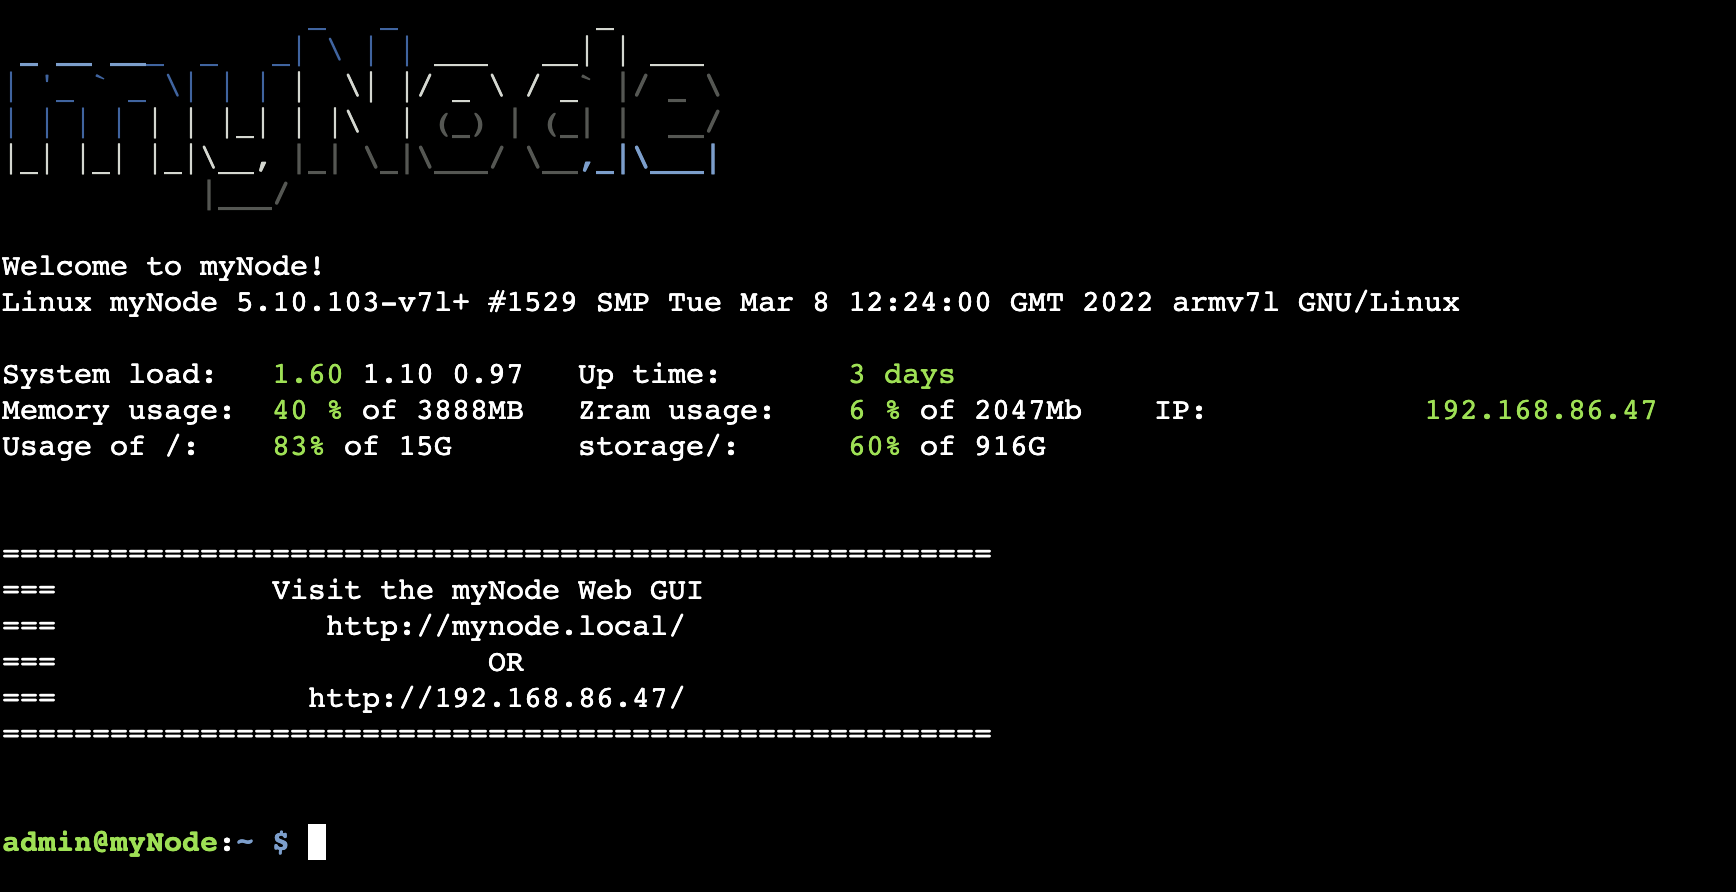 myNode
Welcome to myNode!
Linux myNode 5.10.103-v7l+ #1529 SMP Tue Mar 8 12:24:00 GMT 2022 armv7l GNU/Linux
System load: 1.60 1.10 0.97 Up time: 3 days
Memory usage: 40 % of 3888MB Zram usage: 6 % of 2047Mb IP: 192.168.86.47
Usage of /: 83% of 15G storage/: 60% of 916G
=======================================================
=== Visit the myNode Web GUI
=== http://mynode.local/
=== OR
=== http://192.168.86.47/
=======================================================
admin@myNode:~ $